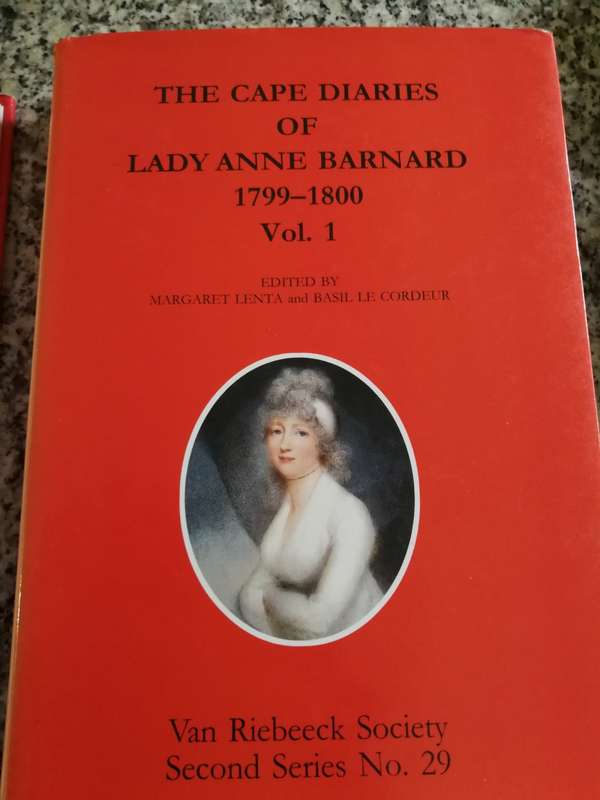 THE CAPE DIARIES
OF
LADY ANNE BARNARD
1799–1800
Vol. 1
EDITED BY
MARGARET LENTA and BASIL LE CORDEUR
Van Riebeeck Society
Second Series No. 29